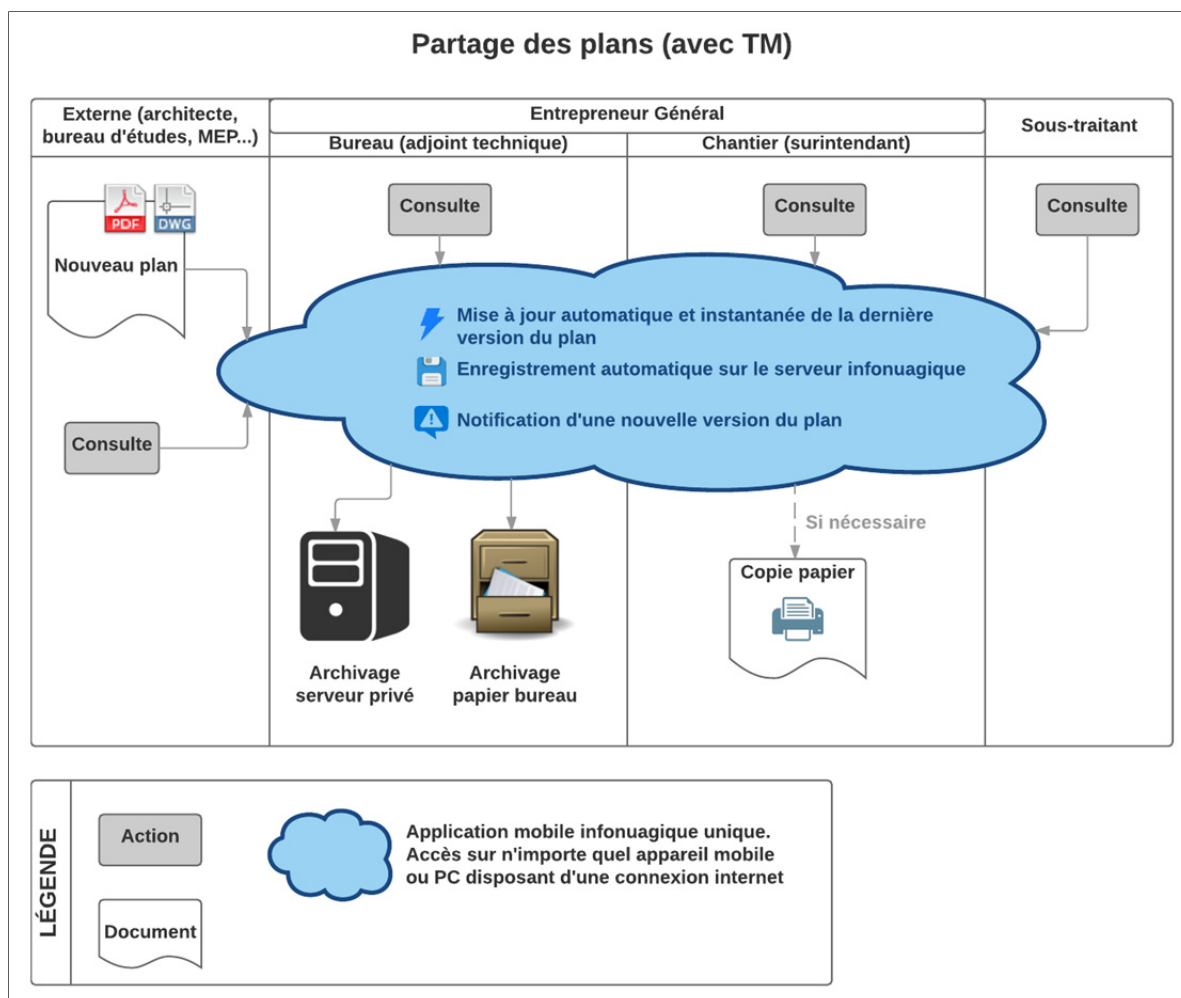 Partage des plans (avec TM)
Externe (architecte,
bureau d'études, MEP...)
Entrepreneur Général
Bureau (adjoint technique)
Chantier (surintendant)
Sous-traitant
PDF
DWG
Nouveau plan
Consulte
Consulte
Consulte
Mise à jour automatique et instantanée de la dernière
version du plan
Enregistrement automatique sur le serveur infonuagique
Notification d'une nouvelle version du plan
Consulte
Si nécessaire
Copie papier
Archivage
serveur privé
Archivage
papier bureau
LÉGENDE
Action
Document
Application mobile infonuagique unique.
Accès sur n'importe quel appareil mobile
ou PC disposant d'une connexion internet